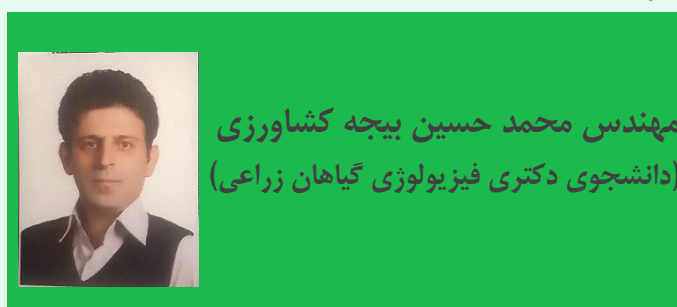 مهندس محمد حسین بیجه کشاورزی
(دانشجوی دکتری فیزیولوژی گیاهان زراعی)